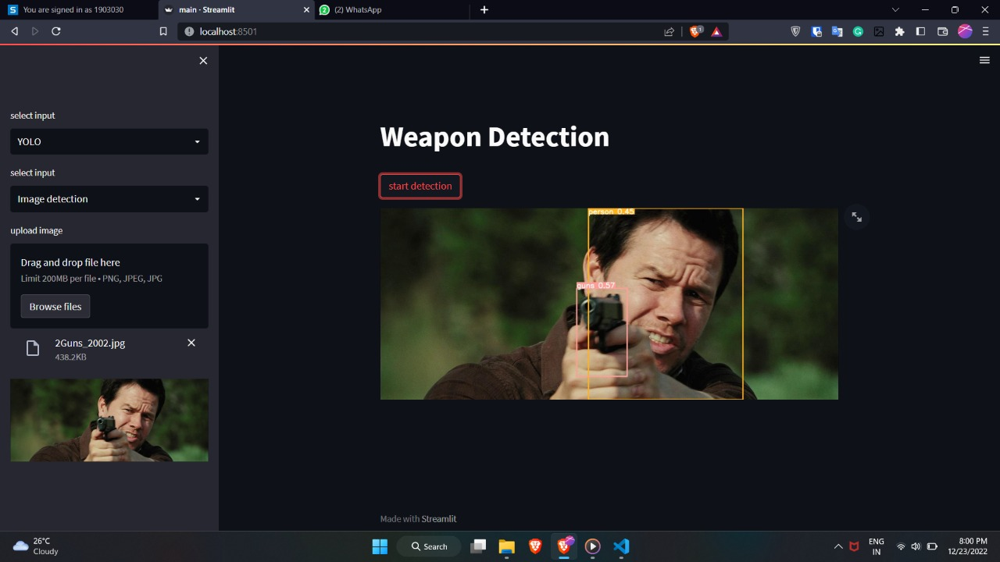 You are signed in as 1903030
main · Streamlit
(2) WhatsApp
localhost:8501
select input
YOLO
select input
Image detection
upload image
Drag and drop file here
Limit 200MB per file • PNG, JPEG, JPG
Browse files
2Guns_2002.jpg
438.2KB
Weapon Detection
start detection
person 0.45
guns 0.57
Made with Streamlit
26°C
Cloudy
Search
ENG
IN
8:00 PM
12/23/2022